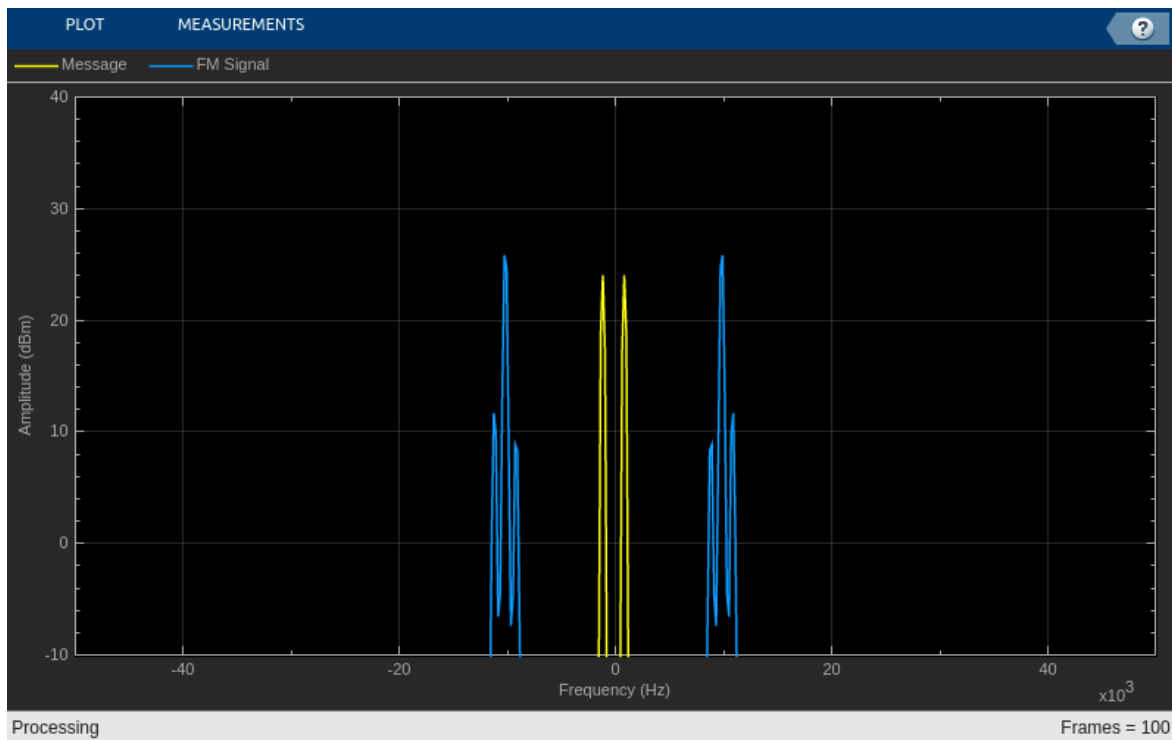 PLOT MEASUREMENTS ?
Message FM Signal
40
30
20
10
0
-10
Amplitude (dBm)
-40 -20 0 20 40
Frequency (Hz)
x10³
Processing Frames = 100